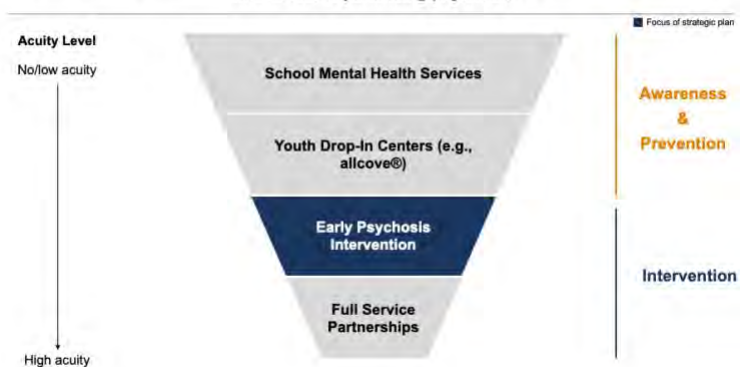 Focus of strategic plan
Acuity Level
No/low acuity
School Mental Health Services
Awareness
&
Prevention
Youth Drop-In Centers (e.g.,
allcove®)
Early Psychosis
Intervention
Intervention
Full Service
Partnerships
High acuity